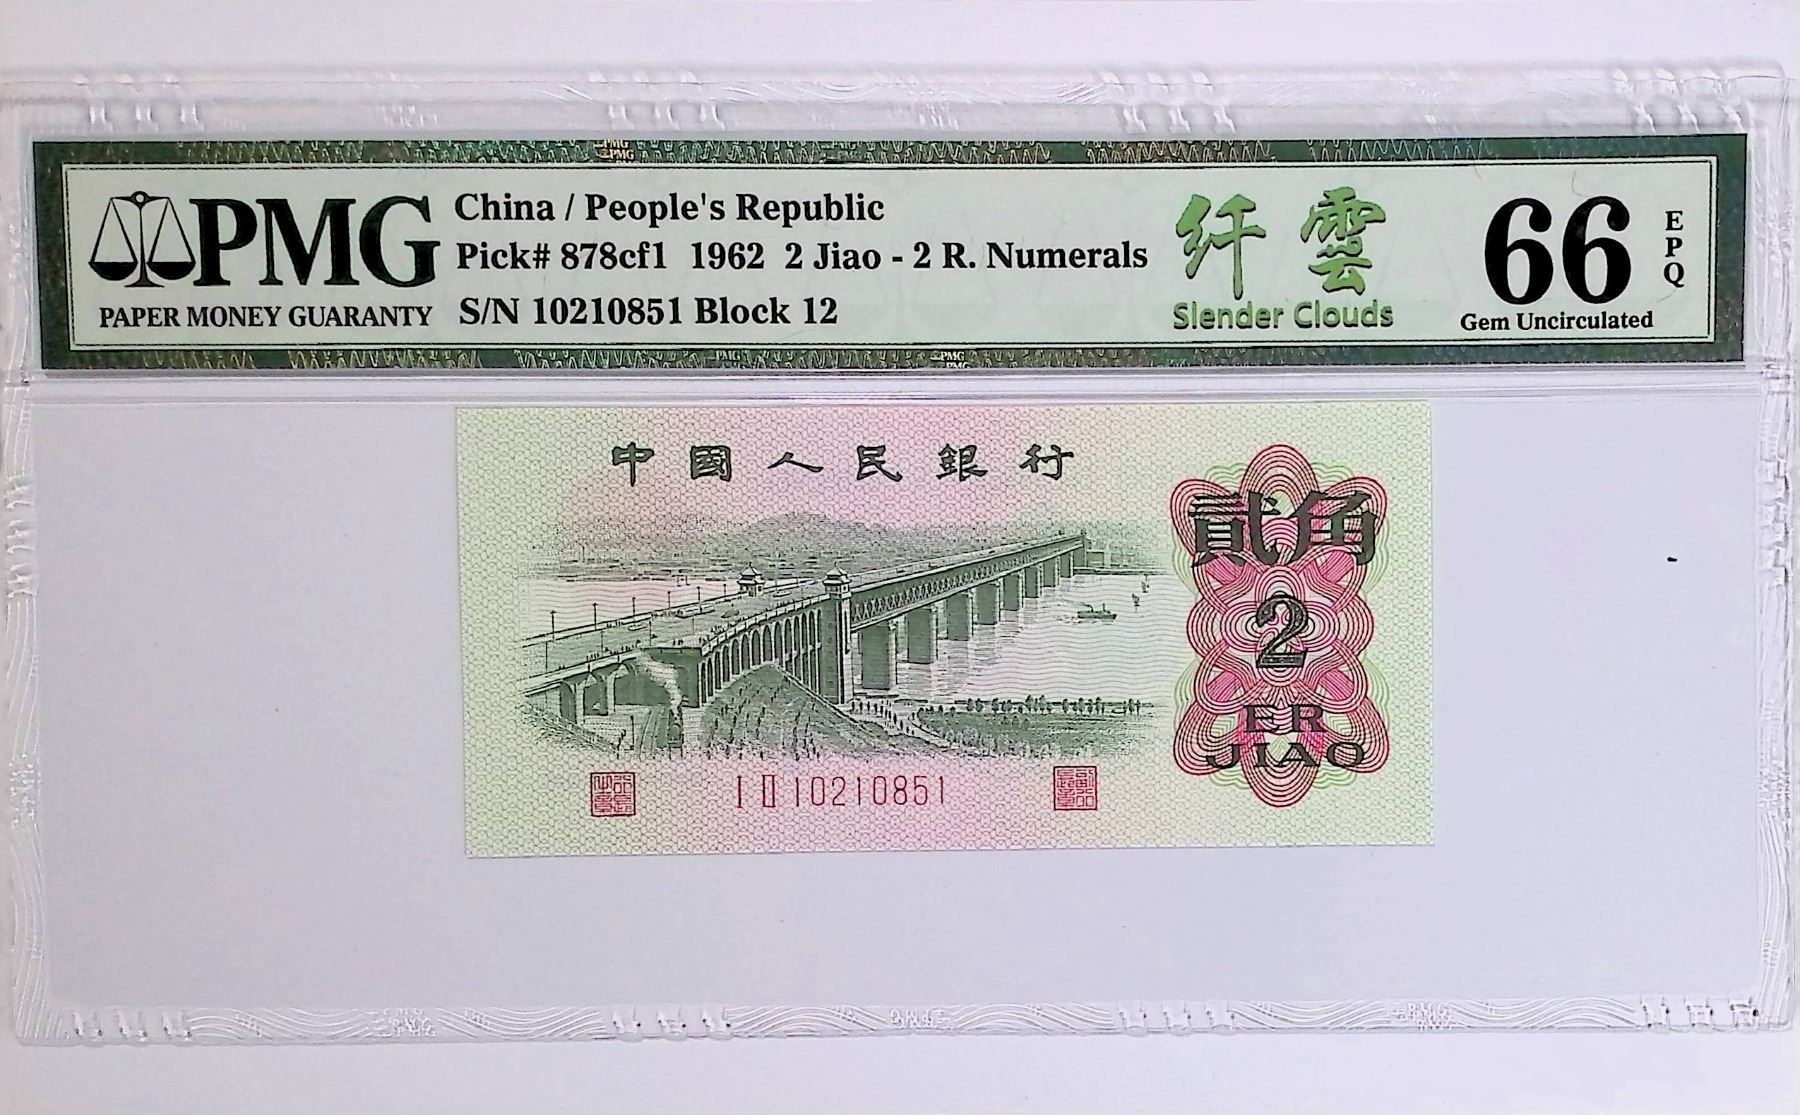 PMG
PAPER MONEY GUARANTY
China / People's Republic
Pick# 878cf1 1962 2 Jiao - 2 R. Numerals
S/N 10210851 Block 12
纤雲
Slender Clouds
66
EPQ
Gem Uncirculated
中國人民銀行
貳角
2
ER
JIAO
I II 10210851